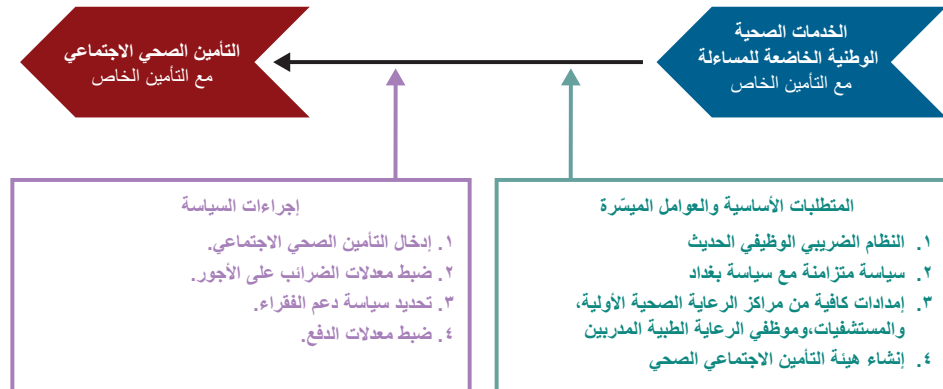 الخدمات الصحية
الوطنية الخاضعة للمساءلة
مع التأمين الخاص
التأمين الصحي الاجتماعي
مع التأمين الخاص
المتطلبات الأساسية والعوامل الميسّرة
١. النظام الضريبي الوظيفي الحديث
٢. سياسة متزامنة مع سياسة بغداد
٣. إمدادات كافية من مراكز الرعاية الصحية الأولية،
والمستشفيات،وموظفي الرعاية الطبية المدربين
٤. إنشاء هيئة التأمين الاجتماعي الصحي
إجراءات السياسة
١. إدخال التأمين الصحي الاجتماعي.
٢. ضبط معدلات الضرائب على الأجور.
٣. تحديد سياسة دعم الفقراء.
٤. ضبط معدلات الدفع.